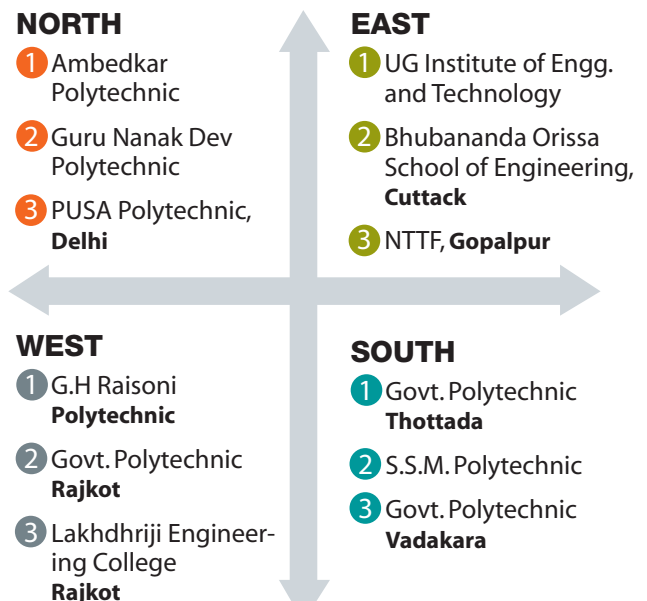 NORTH
1 Ambedkar
Polytechnic
2 Guru Nanak Dev
Polytechnic
3 PUSA Polytechnic,
Delhi
EAST
1 UG Institute of Engg.
and Technology
2 Bhubananda Orissa
School of Engineering,
Cuttack
3 NTTF, Gopalpur
WEST
1 G.H Raisoni
Polytechnic
2 Govt. Polytechnic
Rajkot
3 Lakhdhriji Engineer-
ing College
Rajkot
SOUTH
1 Govt. Polytechnic
Thottada
2 S.S.M. Polytechnic
3 Govt. Polytechnic
Vadakara